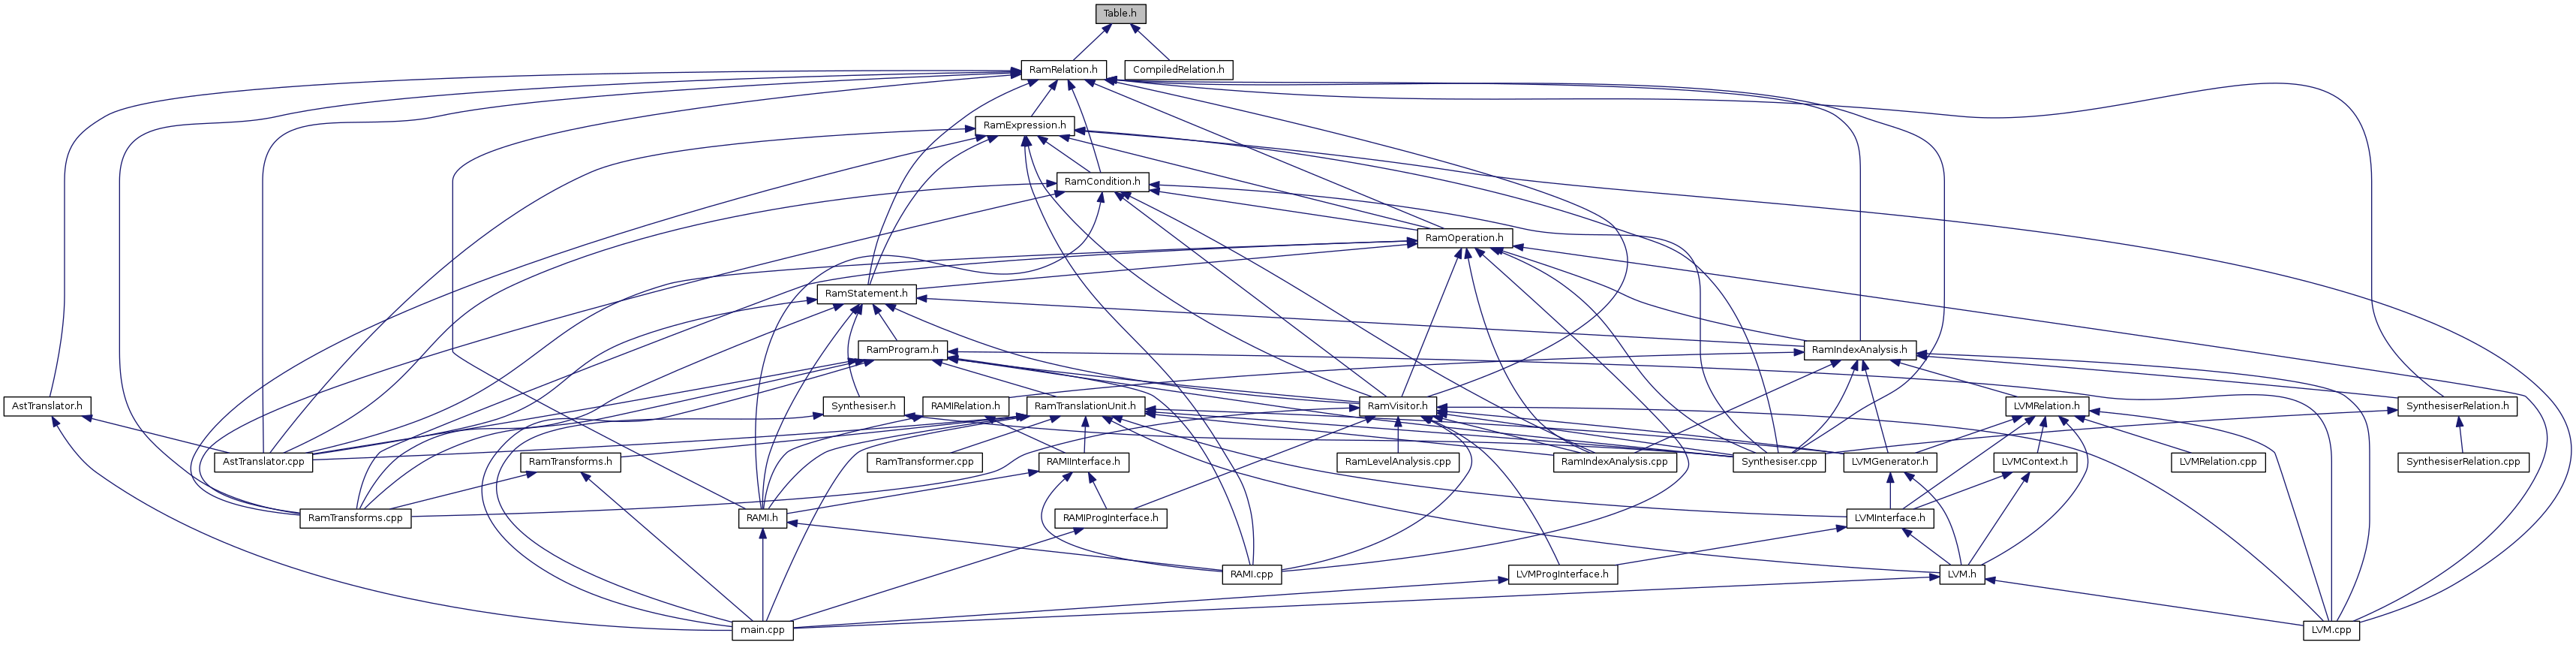 Table.h
RamRelation.h
CompiledRelation.h
RamExpression.h
RamCondition.h
RamOperation.h
RamStatement.h
RamProgram.h
RamIndexAnalysis.h
AstTranslator.h
Synthesiser.h
RAMIRelation.h
RamTranslationUnit.h
RamVisitor.h
LVMRelation.h
SynthesiserRelation.h
AstTranslator.cpp
RamTransforms.h
RamTransformer.cpp
RAMIInterface.h
RamLevelAnalysis.cpp
RamIndexAnalysis.cpp
Synthesiser.cpp
LVMGenerator.h
LVMContext.h
LVMRelation.cpp
SynthesiserRelation.cpp
RamTransforms.cpp
RAMI.h
RAMIProgInterface.h
LVMInterface.h
RAMI.cpp
LVMProgInterface.h
LVM.h
main.cpp
LVM.cpp